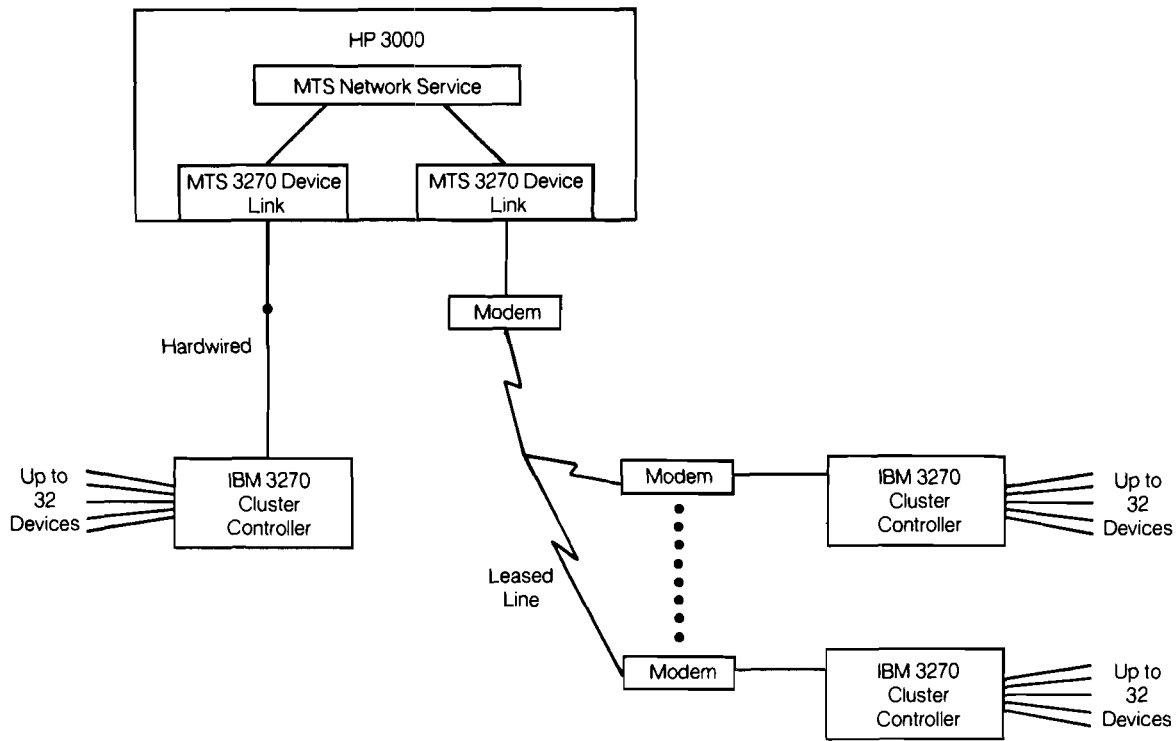 HP 3000
MTS Network Service
MTS 3270 Device
Link
MTS 3270 Device
Link
Modem
Hardwired
Up to
32
Devices
IBM 3270
Cluster
Controller
Modem
IBM 3270
Cluster
Controller
Up to
32
Devices
Leased
Line
Modem
IBM 3270
Cluster
Controller
Up to
32
Devices